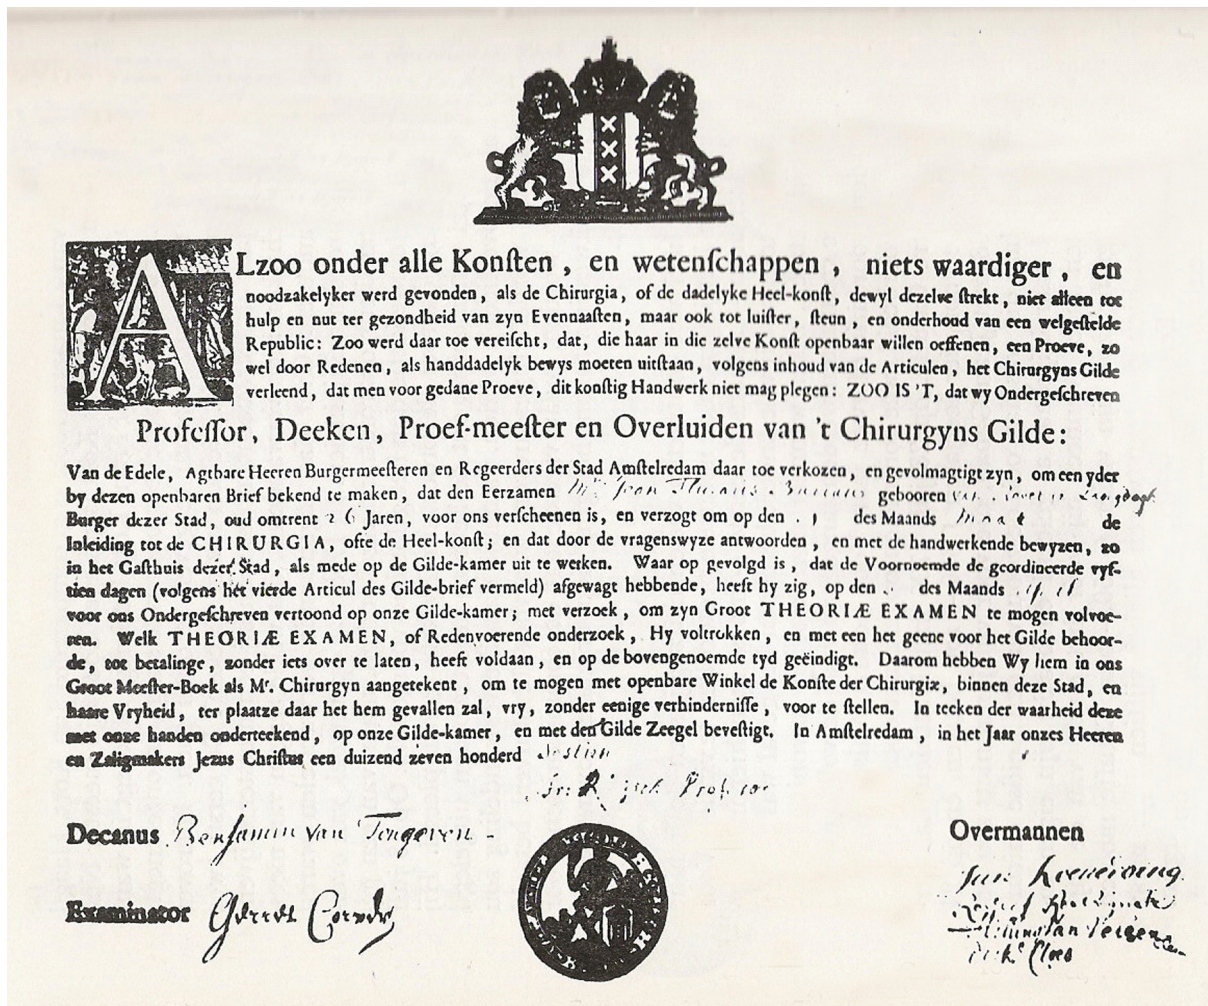 ALzoo onder alle Konſten, en wetenſchappen, niets waardiger, en
noodzakelyker werd gevonden, als de Chirurgia, of de dadelyke Heel-konſt, dewyl dezelve ſtrekt, niet alleen tot
hulp en nut ter gezondheid van zyn Evennaaſten, maar ook tot luiſter, ſteun, en onderhoud van een welgeſtelde
Republic: Zoo werd daar toe vereiſcht, dat, die haar in die zelve Konſt openbaar willen oeffenen, een Proeve, zo
wel door Redenen, als handdadelyk bewys moeten uitſtaan, volgens inhoud van de Articulen, het Chirurgyns Gilde
verleend, dat men voor gedane Proeve, dit konſtig Handwerk niet mag plegen: ZOO IS 'T, dat wy Ondergeſchreven
Profeſſor, Deeken, Proef-meeſter en Overluiden van 't Chirurgyns Gilde:
Van de Edele, Agtbare Heeren Burgermeeſteren en Regeerders der Stad Amſtelredam daar toe verkozen, en gevolmagtigt zyn, om een yder
by dezen openbaren Brief bekend te maken, dat den Eerzamen Mr. Jean gebooren
Burger dezer Stad, oud omtrent 26 Jaren, voor ons verſcheenen is, en verzogt om op den des Maands de
Inleiding tot de CHIRURGIA, ofte de Heel-konſt; en dat door de vragenswyze antwoorden, en met de handwerkende bewyzen, zo
in het Gaſthuis dezer Stad, als mede op de Gilde-kamer uit te werken. Waar op gevolgd is, dat de Voornoemde de geordineerde vyf-
tien dagen (volgens het vierde Articul des Gilde-brief vermeld) afgewagt hebbende, heeft hy zig, op den des Maands
voor ons Ondergeſchreven vertoond op onze Gilde-kamer; met verzoek, om zyn Groot THEORIÆ EXAMEN te mogen volvoe-
ren. Welk THEORIÆ EXAMEN, of Redenvoerende onderzoek, Hy voltrokken, en met een het geene voor het Gilde behoor-
de, tot betalinge, zonder iets over te laten, heeft voldaan, en op de bovengenoemde tyd geëindigt. Daarom hebben Wy hem in ons
Groot Meeſter-Boek als Mr. Chirurgyn aangetekent, om te mogen met openbare Winkel de Konſte der Chirurgiæ, binnen deze Stad, en
haare Vryheid, ter plaatze daar het hem gevallen zal, vry, zonder eenige verhinderniſſe, voor te ſtellen. In teeken der waarheid deze
met onze handen onderteekend, op onze Gilde-kamer, en met den Gilde Zeegel beveſtigt. In Amſtelredam, in het Jaar onzes Heeren
en Zaligmakers Jezus Chriſtus een duizend zeven honderd
Decanus Benjamin van Tongeren
Overmannen
Examinator Gerret